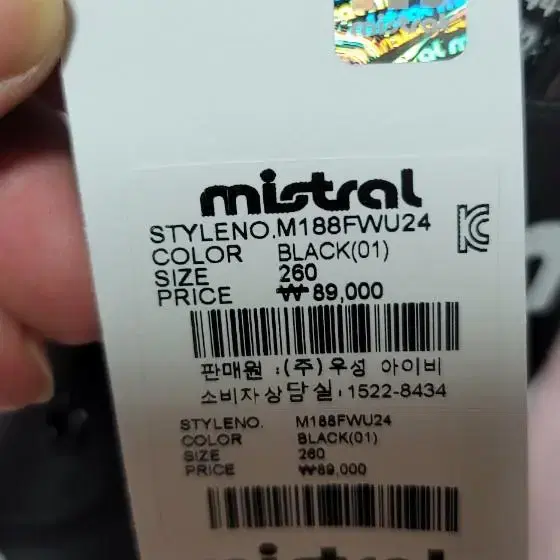 mistral
mistral
STYLENO.M188FWU24
COLOR BLACK(01)
SIZE 260
PRICE ₩ 89,000
판매원 :(주)우성 아이비
소비자상담실:1522-8434
STYLENO. M188FWU24
COLOR BLACK(01)
SIZE 260
PRICE ₩89,000
mistral